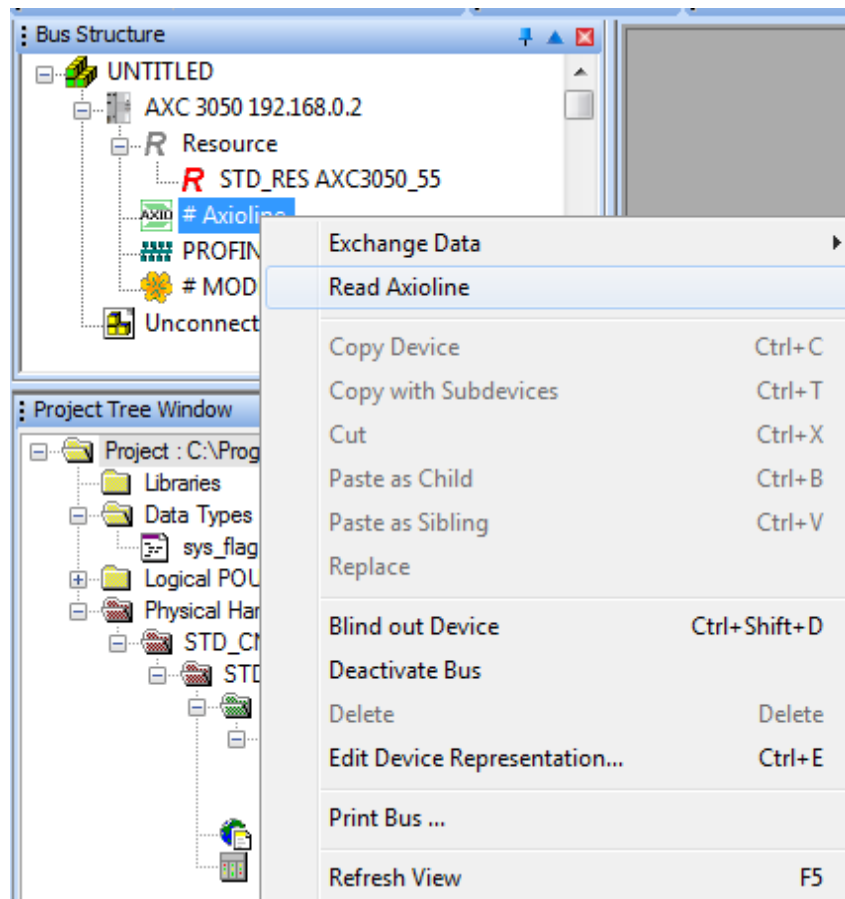 Bus Structure
UNTITLED
AXC 3050 192.168.0.2
R Resource
R STD_RES AXC3050_55
AXIO # Axioline
PROFIN
# MOD
Unconnect
Exchange Data
Read Axioline
Copy Device Ctrl+C
Copy with Subdevices Ctrl+T
Cut Ctrl+X
Paste as Child Ctrl+B
Paste as Sibling Ctrl+V
Replace
Blind out Device Ctrl+Shift+D
Deactivate Bus
Delete Delete
Edit Device Representation... Ctrl+E
Print Bus ...
Refresh View F5
Project Tree Window
Project : C:\Prog
Libraries
Data Types
sys_flag
Logical POU
Physical Har
STD_CN
STD